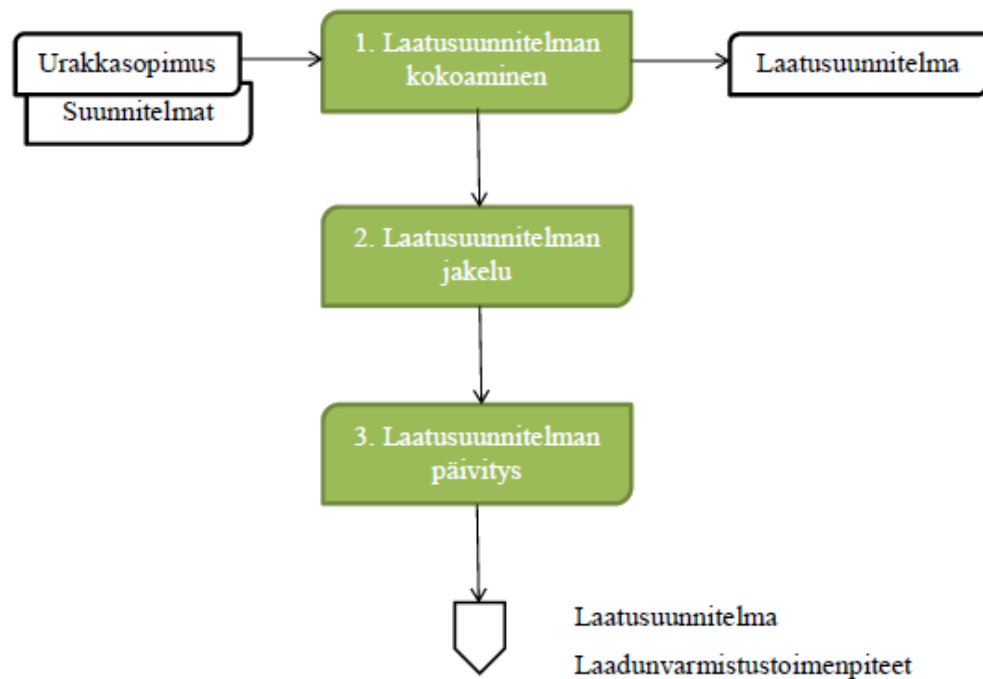 Urakkasopimus
Suunnitelmat
1. Laatusuunnitelman
kokoaminen
Laatusuunnitelma
2. Laatusuunnitelman
jakelu
3. Laatusuunnitelman
päivitys
Laatusuunnitelma
Laadunvarmistustoimenpiteet